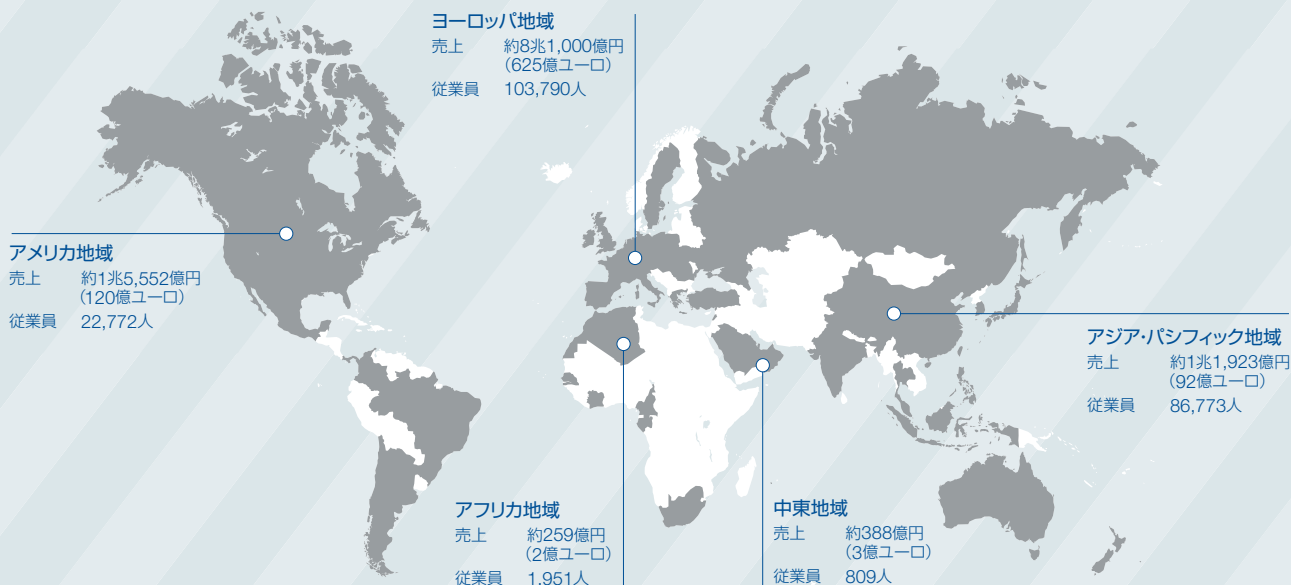 ヨーロッパ地域
売上 約8兆1,000億円
(625億ユーロ)
従業員 103,790人
アメリカ地域
売上 約1兆5,552億円
(120億ユーロ)
従業員 22,772人
アジア・パシフィック地域
売上 約1兆1,923億円
(92億ユーロ)
従業員 86,773人
アフリカ地域
売上 約259億円
(2億ユーロ)
従業員 1,951人
中東地域
売上 約388億円
(3億ユーロ)
従業員 809人